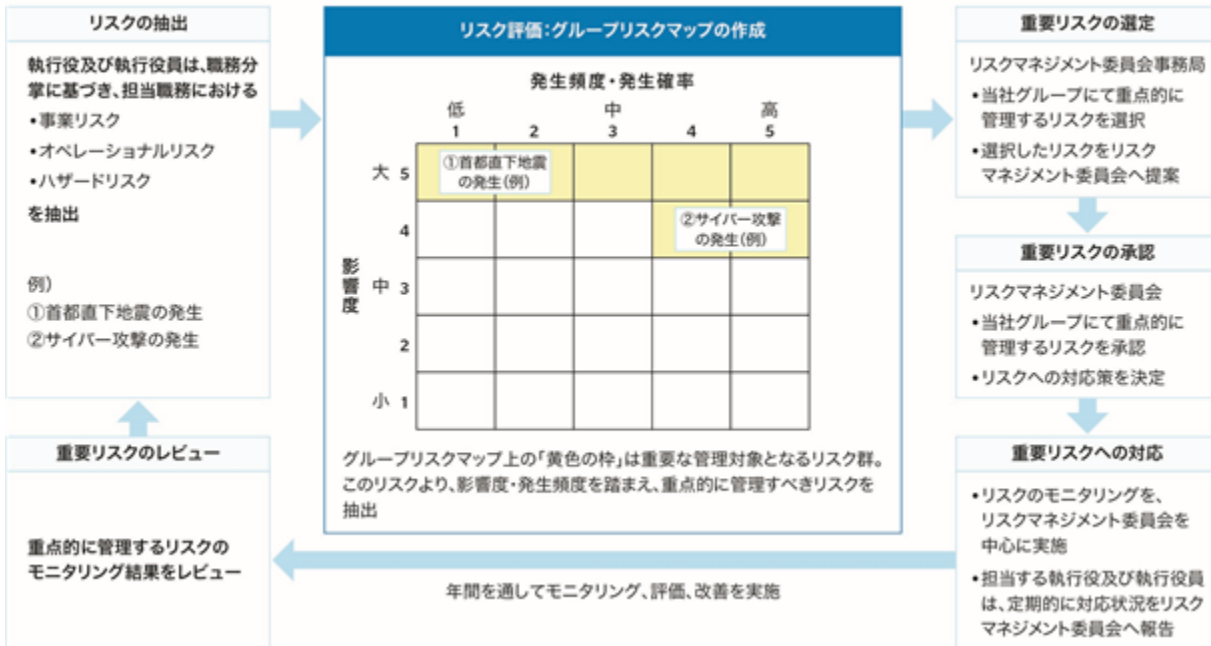 リスクの抽出
執行役及び執行役員は、職務分
掌に基づき、担当職務における
•事業リスク
•オペレーショナルリスク
•ハザードリスク
を抽出
例）
①首都直下地震の発生
②サイバー攻撃の発生
リスク評価：グループリスクマップの作成
発生頻度・発生確率
低 中 高
1 2 3 4 5
影響度
大 5
4
中 3
2
小 1
①首都直下地震
の発生（例）
②サイバー攻撃
の発生（例）
グループリスクマップ上の「黄色の枠」は重要な管理対象となるリスク群。
このリスクより、影響度・発生頻度を踏まえ、重点的に管理すべきリスクを
抽出
重要リスクの選定
リスクマネジメント委員会事務局
•当社グループにて重点的に
管理するリスクを選択
•選択したリスクをリスク
マネジメント委員会へ提案
重要リスクの承認
リスクマネジメント委員会
•当社グループにて重点的に
管理するリスクを承認
•リスクへの対応策を決定
重要リスクへの対応
•リスクのモニタリングを、
リスクマネジメント委員会を
中心に実施
•担当する執行役及び執行役員
は、定期的に対応状況をリスク
マネジメント委員会へ報告
年間を通してモニタリング、評価、改善を実施
重要リスクのレビュー
重点的に管理するリスクの
モニタリング結果をレビュー